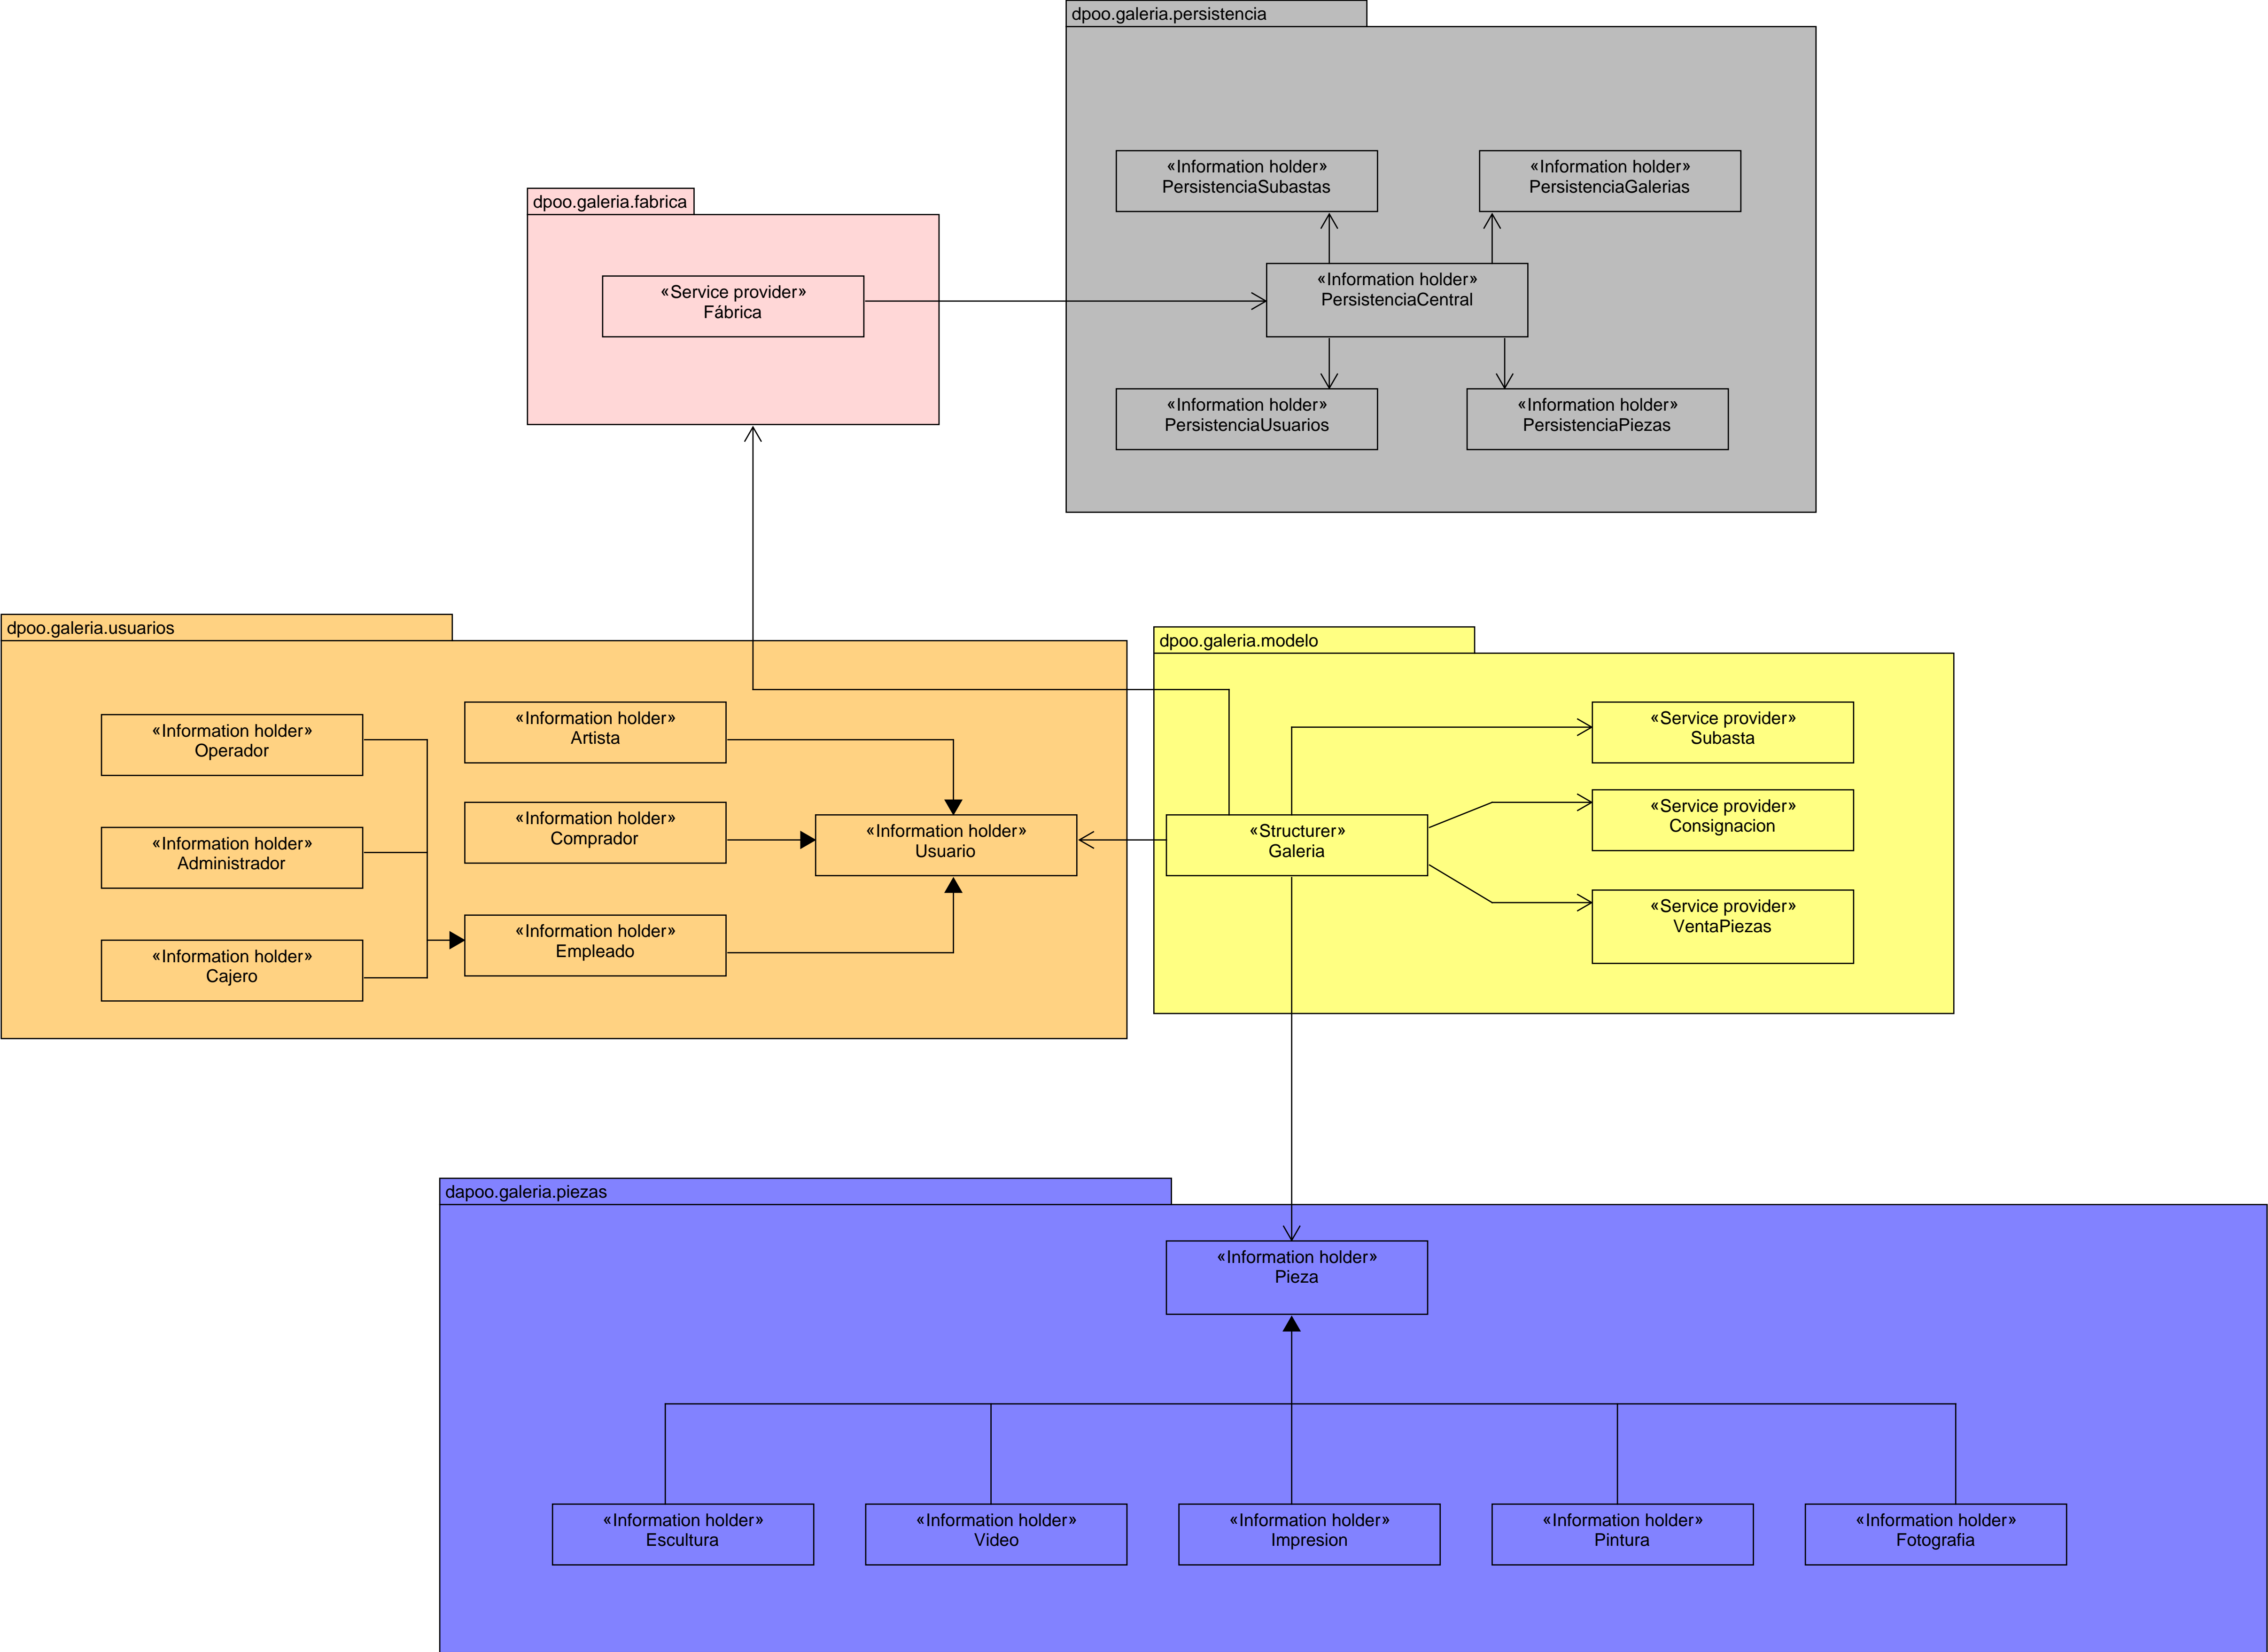 dpoo.galeria.persistencia
«Information holder»
PersistenciaSubastas
«Information holder»
PersistenciaGalerias
dpoo.galeria.fabrica
«Service provider»
Fábrica
«Information holder»
PersistenciaCentral
«Information holder»
PersistenciaUsuarios
«Information holder»
PersistenciaPiezas
dpoo.galeria.usuarios
«Information holder»
Operador
«Information holder»
Artista
«Information holder»
Administrador
«Information holder»
Comprador
«Information holder»
Usuario
«Information holder»
Cajero
«Information holder»
Empleado
dpoo.galeria.modelo
«Service provider»
Subasta
«Structurer»
Galeria
«Service provider»
Consignacion
«Service provider»
VentaPiezas
dapoo.galeria.piezas
«Information holder»
Pieza
«Information holder»
Escultura
«Information holder»
Video
«Information holder»
Impresion
«Information holder»
Pintura
«Information holder»
Fotografia